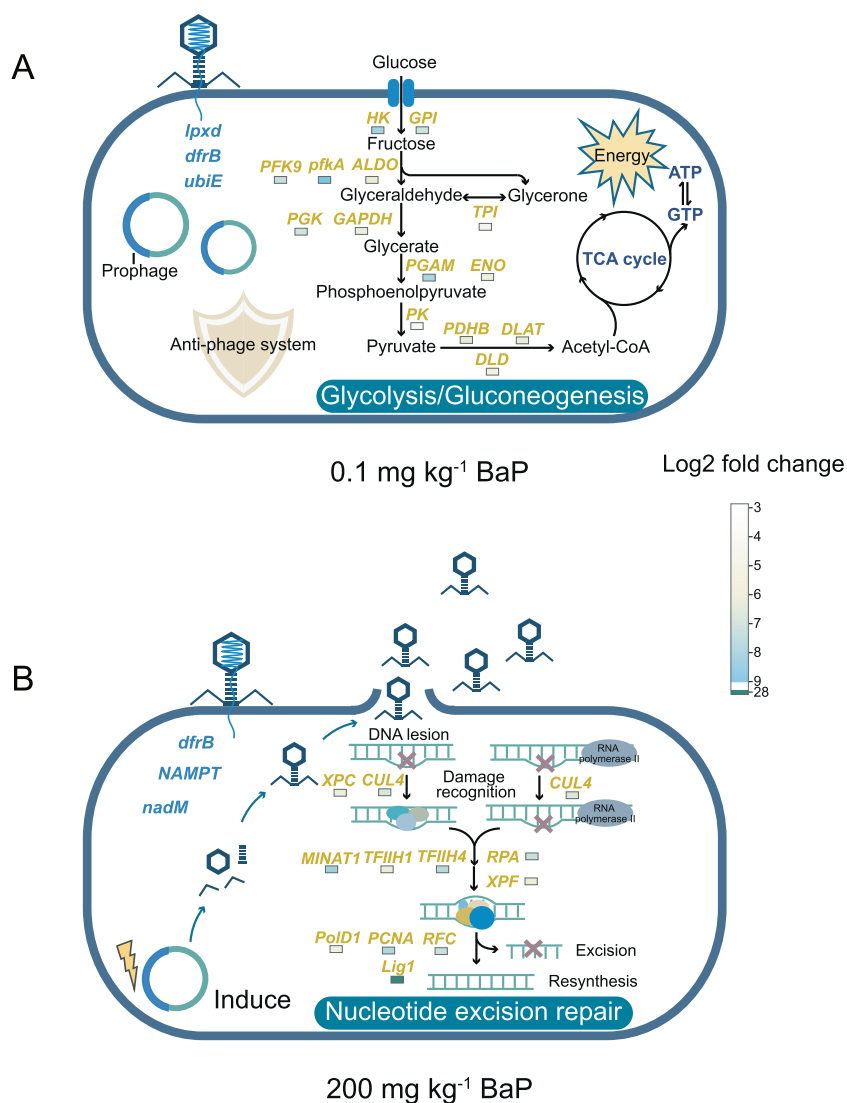 A
Glucose
HK GPI
Fructose
lpxd
dfrB
ubiE
PFK9 pfkA ALDO
Glyceraldehyde
Glycerone
TPI
PGK GAPDH
Glycerate
PGAM ENO
Phosphoenolpyruvate
PK
PDHB DLAT
Pyruvate
Acetyl-CoA
DLD
Energy
ATP
GTP
TCA cycle
Prophage
Anti-phage system
Glycolysis/Gluconeogenesis
0.1 mg kg-1 BaP
Log2 fold change
3
4
5
6
7
8
9
28
B
dfrB
NAMPT
nadM
DNA lesion
RNA
polymerase II
XPC CUL4
Damage
recognition
CUL4
RNA
polymerase II
MINAT1 TFIIH1 TFIIH4 RPA
XPF
PolD1 PCNA RFC
Excision
Lig1
Resynthesis
Induce
Nucleotide excision repair
200 mg kg-1 BaP